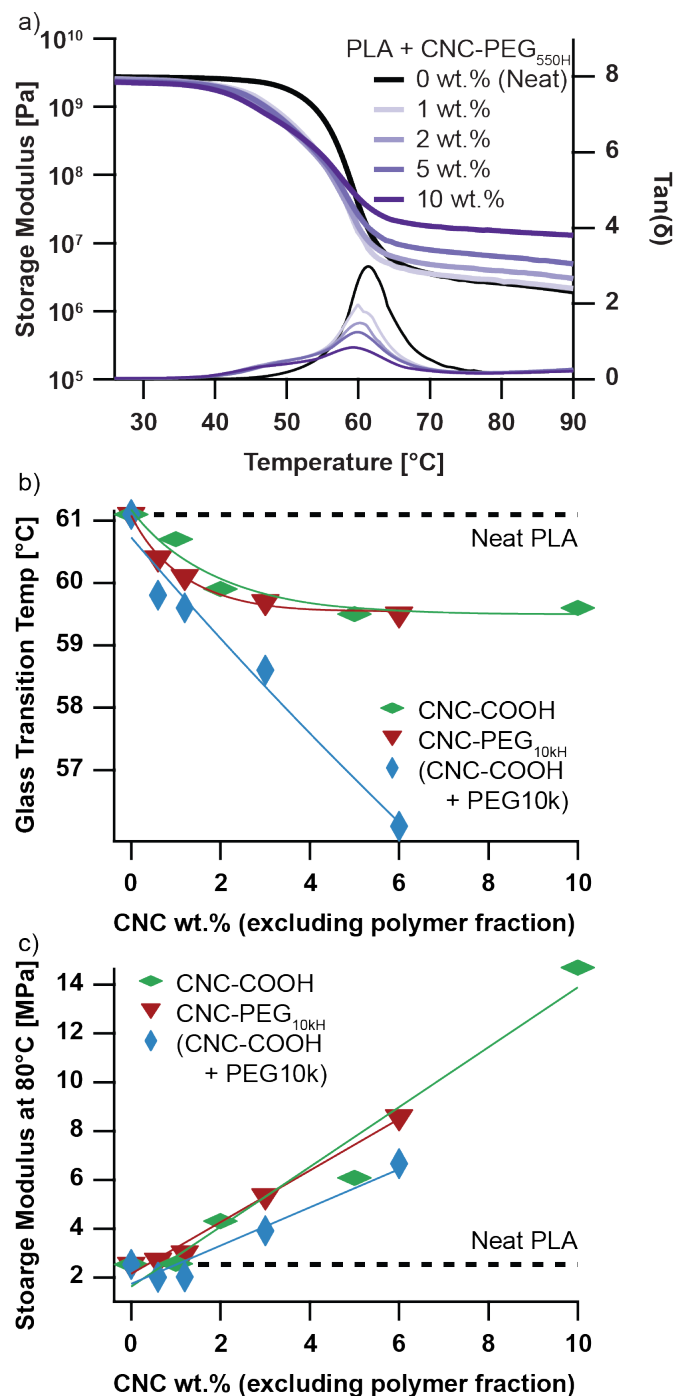 a)
10^10
10^9
10^8
10^7
10^6
10^5
Storage Modulus [Pa]
PLA + CNC-PEG_550H
0 wt.% (Neat)
1 wt.%
2 wt.%
5 wt.%
10 wt.%
8
6
4
2
0
Tan(δ)
30 40 50 60 70 80 90
Temperature [°C]
b)
61
60
59
58
57
Glass Transition Temp [°C]
Neat PLA
CNC-COOH
CNC-PEG_10kH
(CNC-COOH
+ PEG10k)
0 2 4 6 8 10
CNC wt.% (excluding polymer fraction)
c)
14
12
10
8
6
4
2
Stoarge Modulus at 80°C [MPa]
CNC-COOH
CNC-PEG_10kH
(CNC-COOH
+ PEG10k)
Neat PLA
0 2 4 6 8 10
CNC wt.% (excluding polymer fraction)